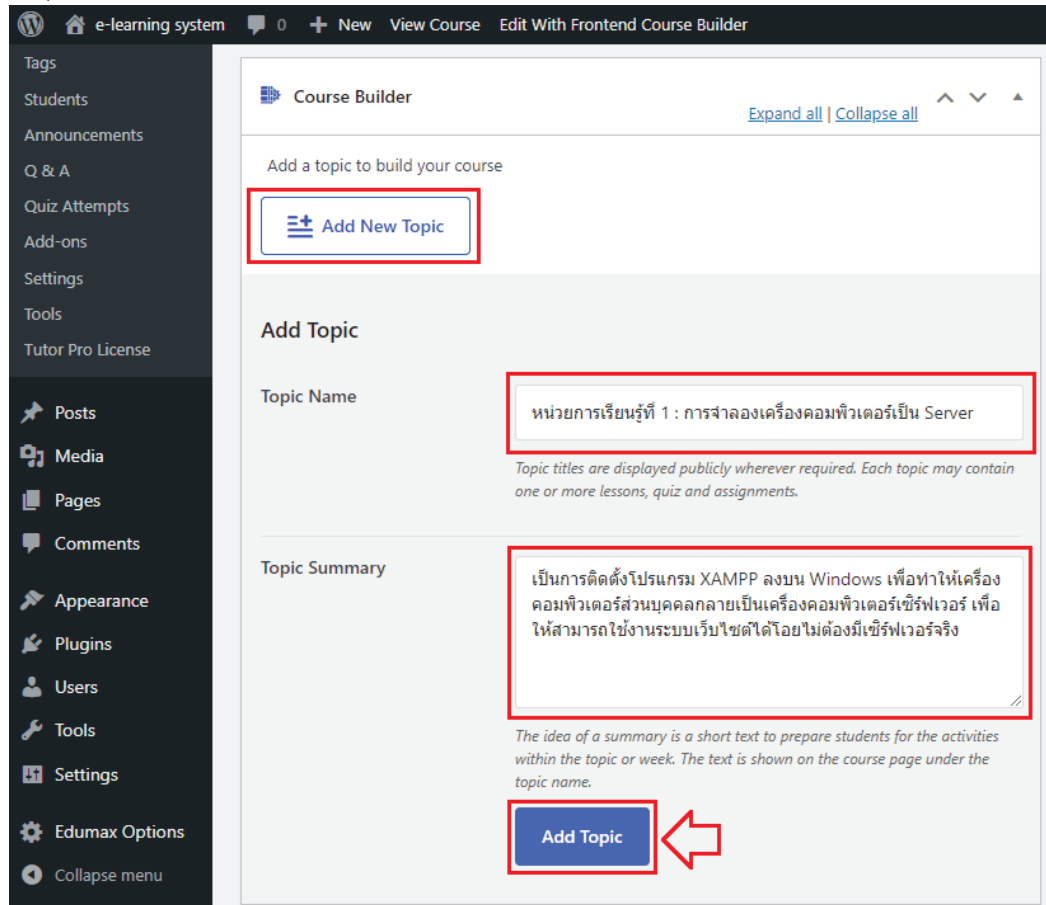 e-learning system 0 + New View Course Edit With Frontend Course Builder
Tags
Students
Announcements
Q & A
Quiz Attempts
Add-ons
Settings
Tools
Tutor Pro License
Posts
Media
Pages
Comments
Appearance
Plugins
Users
Tools
Settings
Edumax Options
Collapse menu
Course Builder
Expand all | Collapse all
Add a topic to build your course
Add New Topic
Add Topic
Topic Name
หน่วยการเรียนรู้ที่ 1 : การจำลองเครื่องคอมพิวเตอร์เป็น Server
Topic titles are displayed publicly wherever required. Each topic may contain
one or more lessons, quiz and assignments.
Topic Summary
เป็นการติดตั้งโปรแกรม XAMPP ลงบน Windows เพื่อทำให้เครื่อง
คอมพิวเตอร์ส่วนบุคคลกลายเป็นเครื่องคอมพิวเตอร์เซิร์ฟเวอร์ เพื่อ
ให้สามารถใช้งานระบบเว็บไซต์ได้โอยไม่ต้องมีเซิร์ฟเวอร์จริง
The idea of a summary is a short text to prepare students for the activities
within the topic or week. The text is shown on the course page under the
topic name.
Add Topic